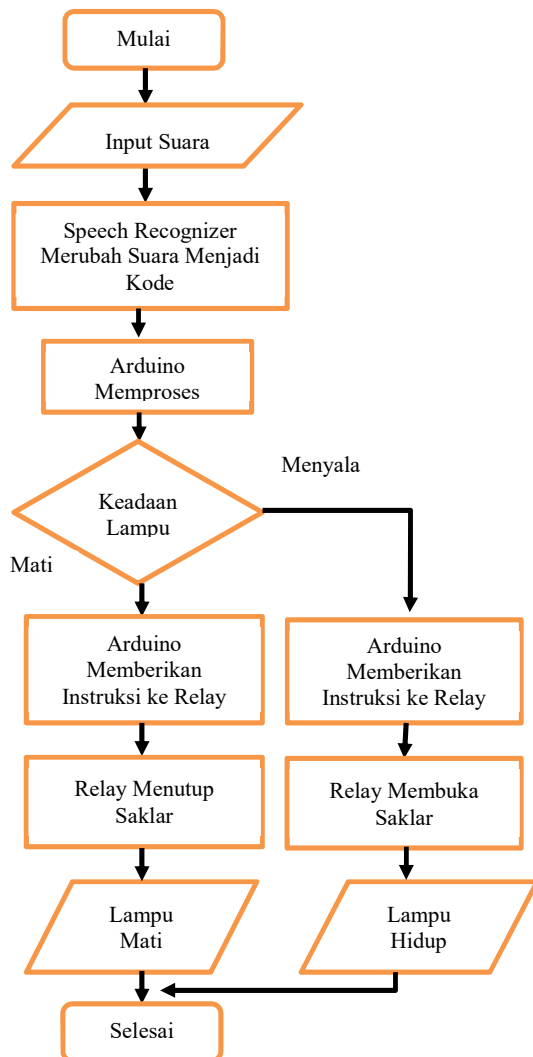 Mulai
Input Suara
Speech Recognizer
Merubah Suara Menjadi
Kode
Arduino
Memproses
Keadaan
Lampu
Menyala
Mati
Arduino
Memberikan
Instruksi ke Relay
Relay Menutup
Saklar
Lampu
Mati
Arduino
Memberikan
Instruksi ke Relay
Relay Membuka
Saklar
Lampu
Hidup
Selesai